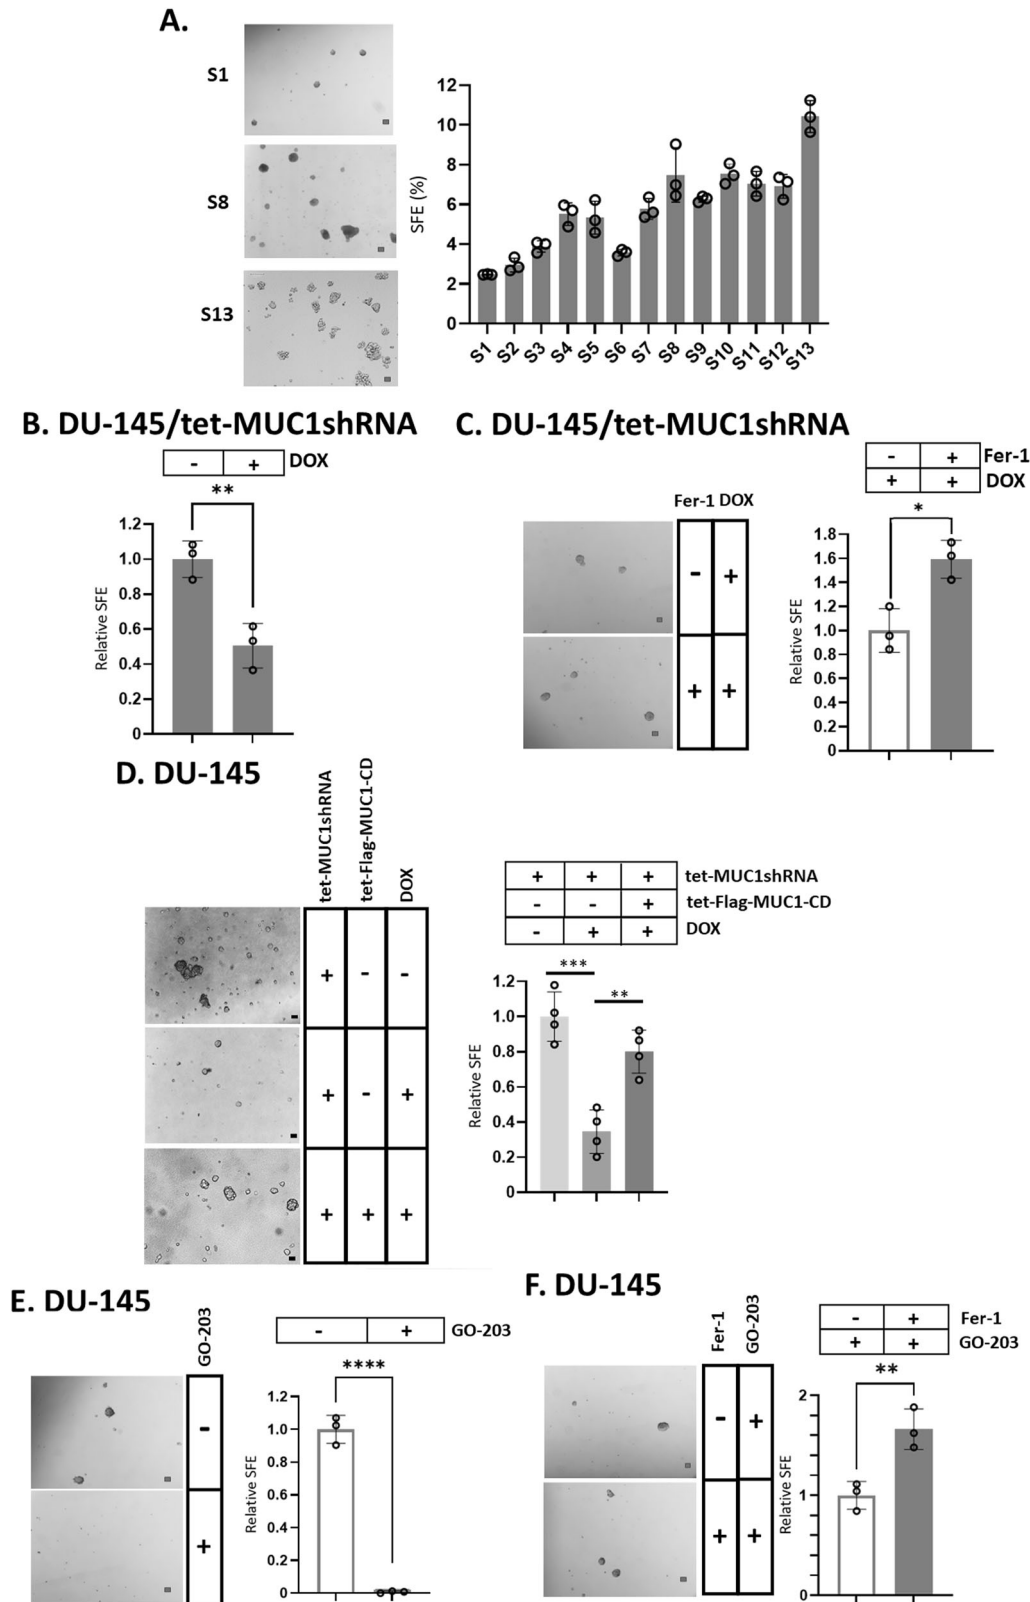 A.
S1
S8
S13
SFE (%)
12
10
8
6
4
2
0
S1 S2 S3 S4 S5 S6 S7 S8 S9 S10 S11 S12 S13
B. DU-145/tet-MUC1shRNA
- + DOX
**
Relative SFE
1.2
1.0
0.8
0.6
0.4
0.2
0
C. DU-145/tet-MUC1shRNA
Fer-1 DOX
- +
+ +
- + Fer-1
+ + DOX
*
Relative SFE
1.8
1.6
1.4
1.2
1.0
0.8
0.6
0.4
0.2
0
D. DU-145
tet-MUC1shRNA
tet-Flag-MUC1-CD
DOX
+ - -
+ - +
+ + +
+ + + tet-MUC1shRNA
- - + tet-Flag-MUC1-CD
- + + DOX
*** **
Relative SFE
1.2
1.0
0.8
0.6
0.4
0.2
0
E. DU-145
GO-203
-
+
- + GO-203
****
Relative SFE
1.2
1.0
0.8
0.6
0.4
0.2
0
F. DU-145
Fer-1
GO-203
- +
+ +
- + Fer-1
+ + GO-203
**
Relative SFE
2
1
0